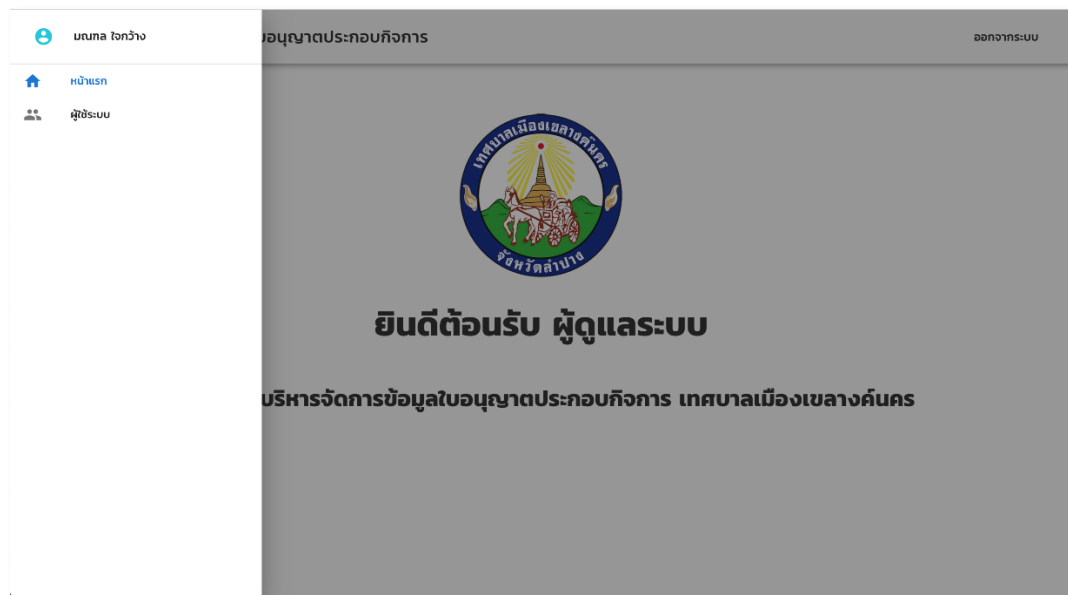 มณฑล ใจกว้าง
บอนุญาตประกอบกิจการ
ออกจากระบบ
หน้าแรก
ผู้ใช้ระบบ
เทศบาลเมืองเขลางค์นคร
จังหวัดลำปาง
ยินดีต้อนรับ ผู้ดูแลระบบ
บริหารจัดการข้อมูลใบอนุญาตประกอบกิจการ เทศบาลเมืองเขลางค์นคร